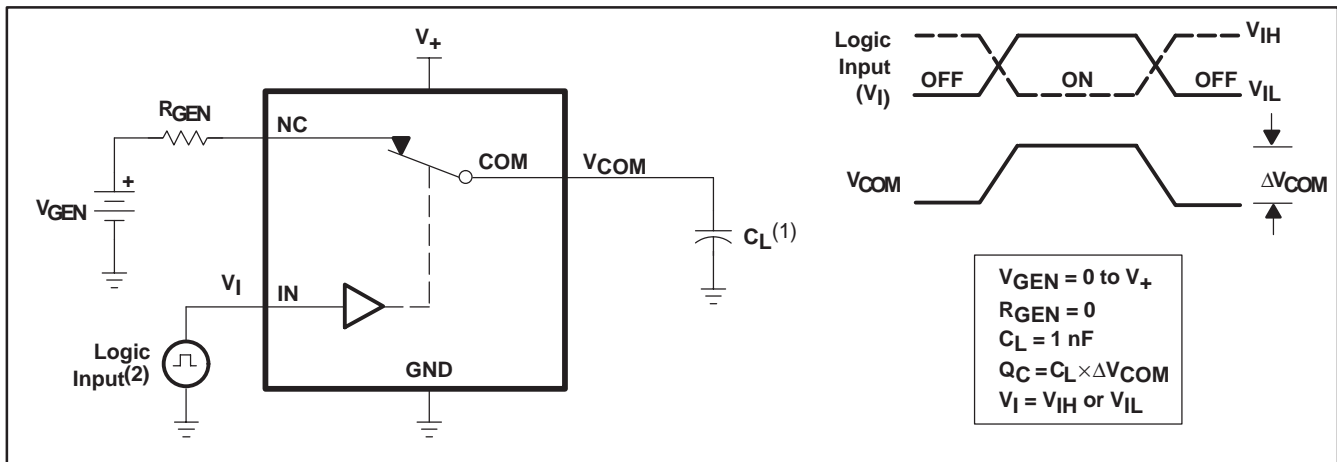 V+
RGEN
NC
COM
VCOM
+
VGEN
CL(1)
VI
IN
Logic
Input(2)
GND
Logic
Input
(VI)
OFF
ON
OFF
VIH
VIL
VCOM
ΔVCOM
VGEN = 0 to V+
RGEN = 0
CL = 1 nF
QC = CL × ΔVCOM
VI = VIH or VIL